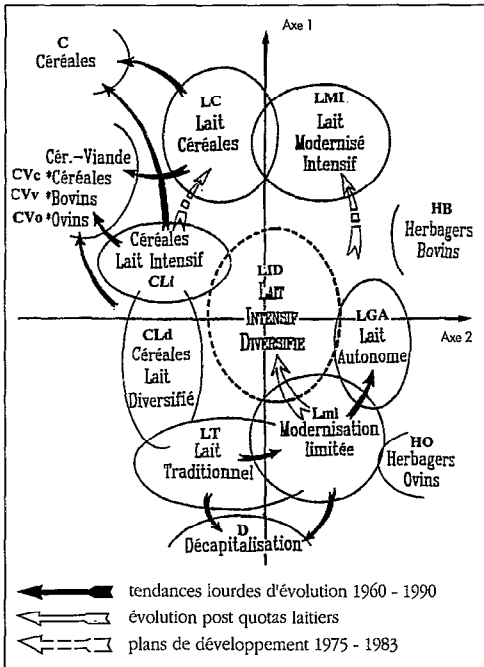 Axe 1
C
Céréales
LC
Lait
Céréales
LMI
Lait
Modernisé
Intensif
Cér.-Viande
CVc *Céréales
CVv *Bovins
CVo *Ovins
HB
Herbagers
Bovins
Céréales
Lait Intensif
CLi
LID
LAIT
INTENSIF
DIVERSIFIE
LGA
Lait
Autonome
Axe 2
CLd
Céréales
Lait
Diversifié
LT
Lait
Traditionnel
Lml
Modernisation
limitée
HO
Herbagers
Ovins
D
Décapitalisation
tendances lourdes d'évolution 1960 - 1990
évolution post quotas laitiers
plans de développement 1975 - 1983